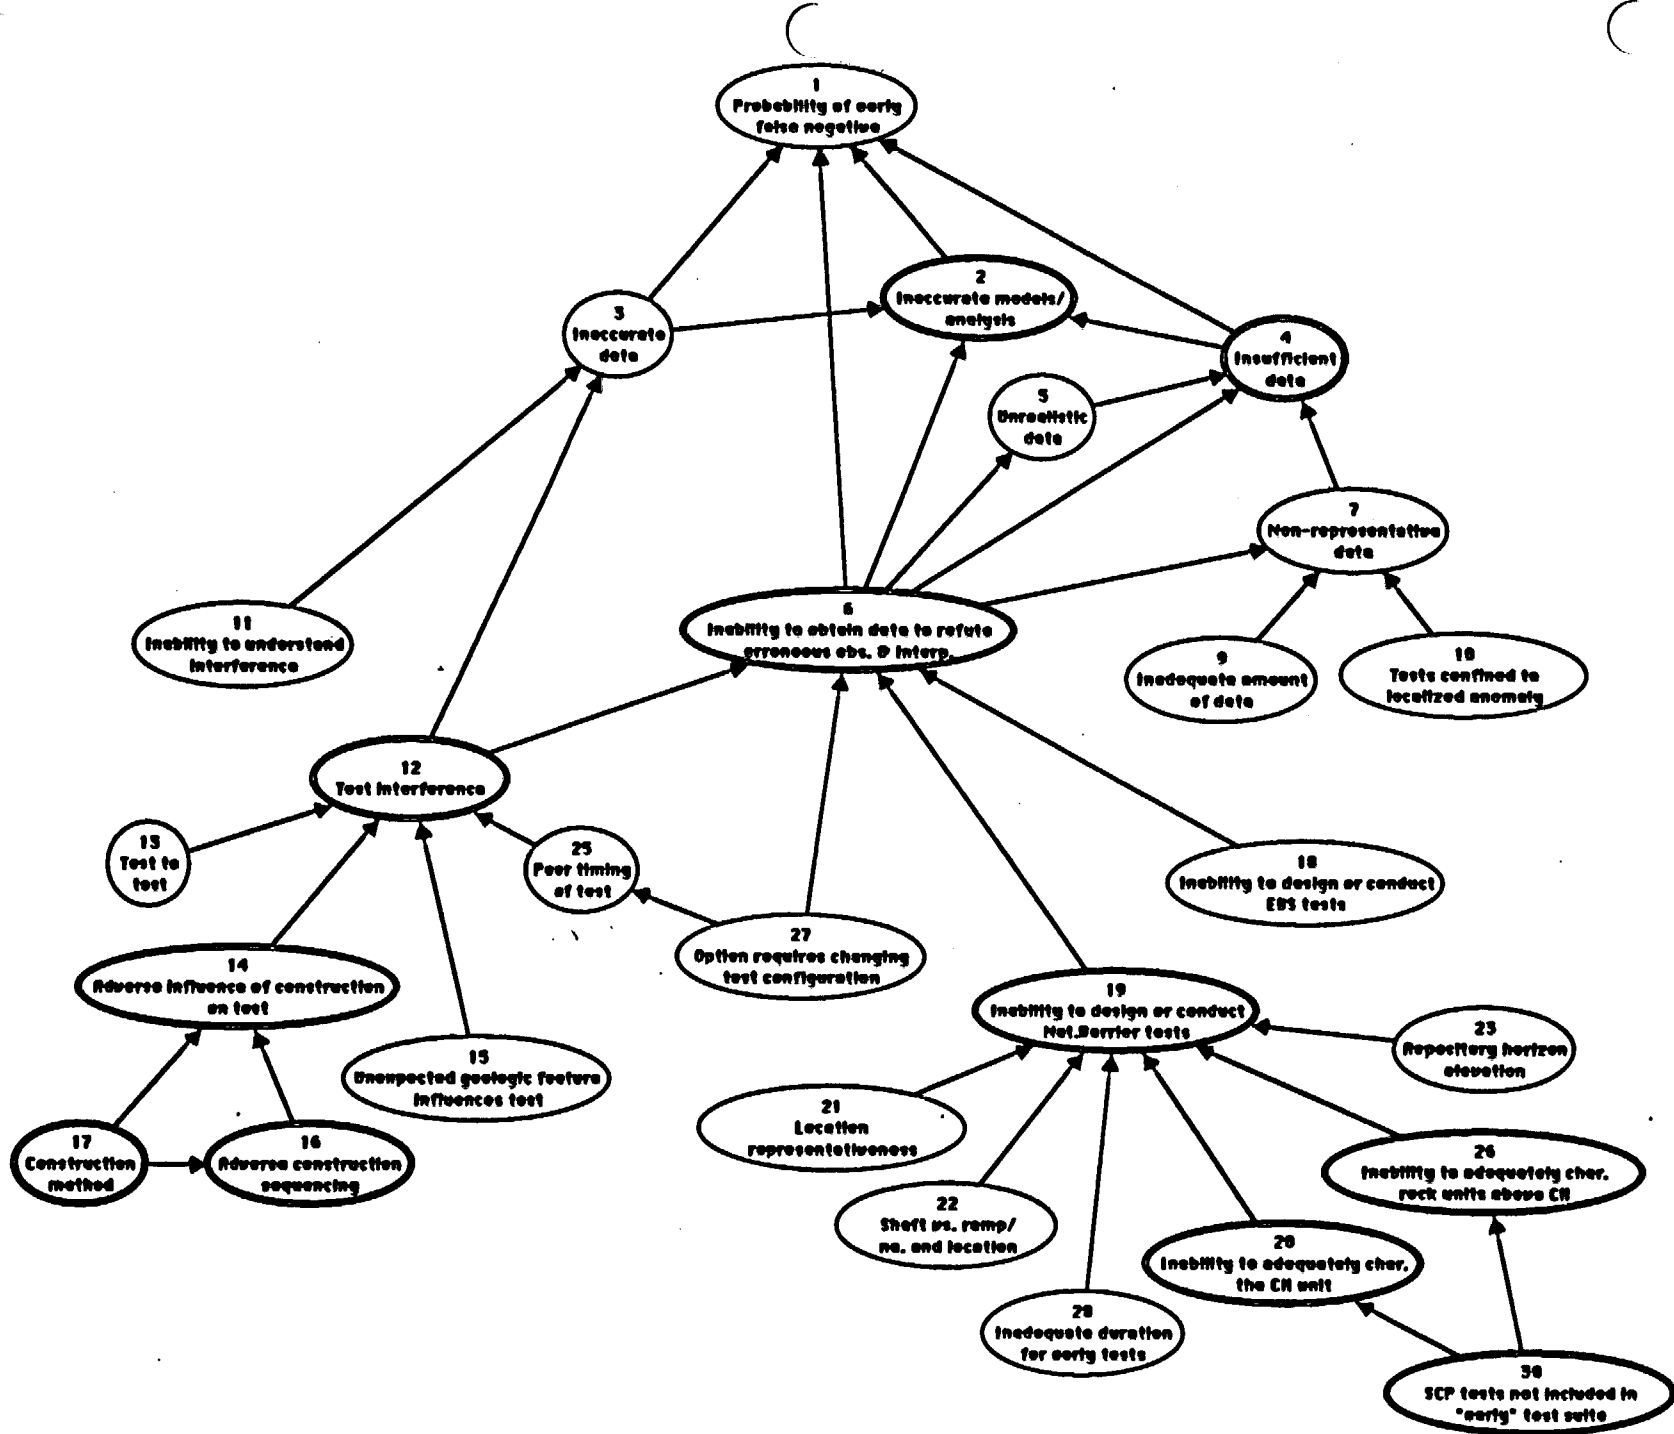 1
Probability of early
false negative
2
Inaccurate models/
analysis
3
Inaccurate
data
4
Insufficient
data
5
Unrealistic
data
7
Non-representative
data
6
Inability to obtain data to refute
erroneous obs. & Interp.
11
Inability to understand
Interference
9
Inadequate amount
of data
10
Tests confined to
localized anomaly
12
Test Interference
13
Test to
test
25
Poor timing
of test
18
Inability to design or conduct
EBS tests
27
Option requires changing
test configuration
14
Adverse influence of construction
on test
19
Inability to design or conduct
Nat.Barrier tests
23
Repository horizon
elevation
15
Unexpected geologic feature
Influences test
21
Location
representativeness
17
Construction
method
16
Adverse construction
sequencing
26
Inability to adequately char.
rock units above CH
22
Shaft vs. ramp/
no. and location
20
Inability to adequately char.
the CH unit
28
Inadequate duration
for early tests
30
SCP tests not included in
"early" test suite